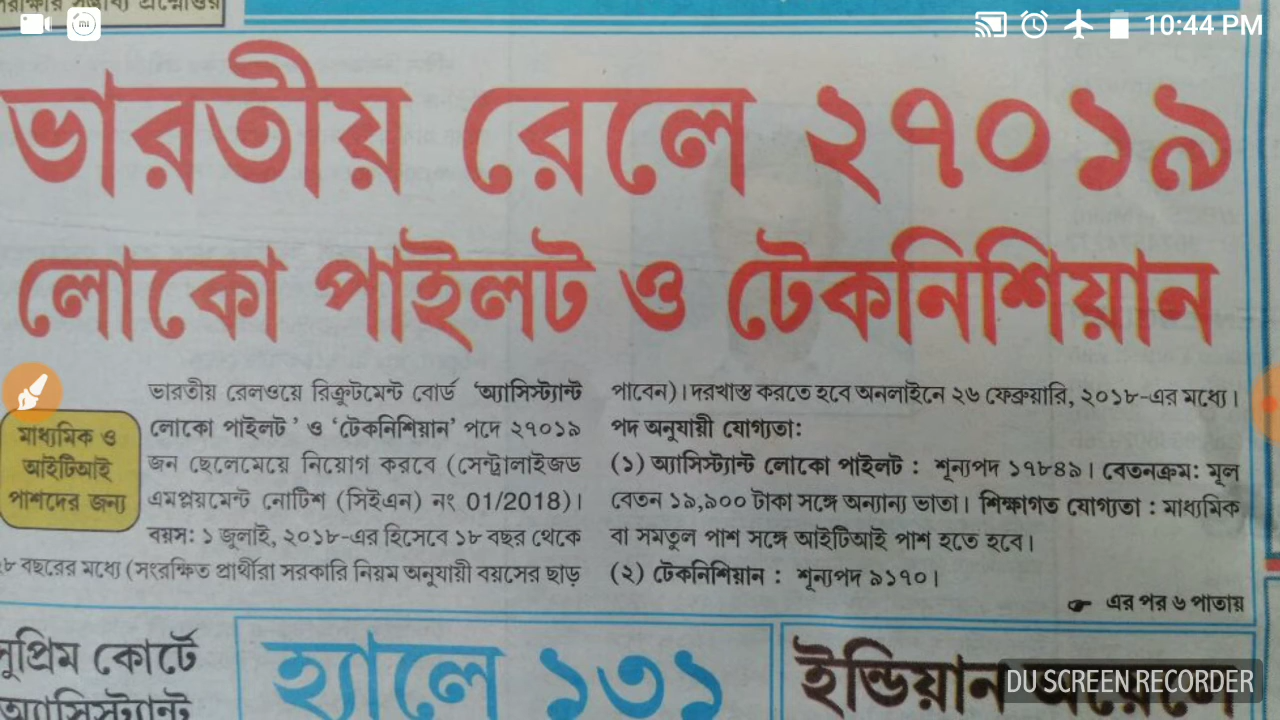 10:44 PM
ভারতীয় রেলে ২৭০১৯
লোকো পাইলট ও টেকনিশিয়ান
মাধ্যমিক ও
আইটিআই
পাশদের জন্য
ভারতীয় রেলওয়ে রিক্রুটমেন্ট বোর্ড 'অ্যাসিস্ট্যান্ট
লোকো পাইলট' ও 'টেকনিশিয়ান' পদে ২৭০১৯
জন ছেলেমেয়ে নিয়োগ করবে (সেন্ট্রালাইজড
এমপ্লয়মেন্ট নোটিশ (সিইএন) নং 01/2018)।
বয়স: ১ জুলাই, ২০১৮-এর হিসেবে ১৮ বছর থেকে
২৮ বছরের মধ্যে (সংরক্ষিত প্রার্থীরা সরকারি নিয়ম অনুযায়ী বয়সের ছাড়
পাবেন)। দরখাস্ত করতে হবে অনলাইনে ২৬ ফেব্রুয়ারি, ২০১৮-এর মধ্যে।
পদ অনুযায়ী যোগ্যতা:
(১) অ্যাসিস্ট্যান্ট লোকো পাইলট : শূন্যপদ ১৭৮৪৯। বেতনক্রম: মূল
বেতন ১৯,৯০০ টাকা সঙ্গে অন্যান্য ভাতা। শিক্ষাগত যোগ্যতা : মাধ্যমিক
বা সমতুল পাশ সঙ্গে আইটিআই পাশ হতে হবে।
(২) টেকনিশিয়ান : শূন্যপদ ৯১৭০।
এর পর ৬ পাতায়
সুপ্রিম কোর্টে
অ্যাসিস্ট্যান্ট
হ্যালে ১৩১
ইন্ডিয়ান অয়েলে
DU SCREEN RECORDER